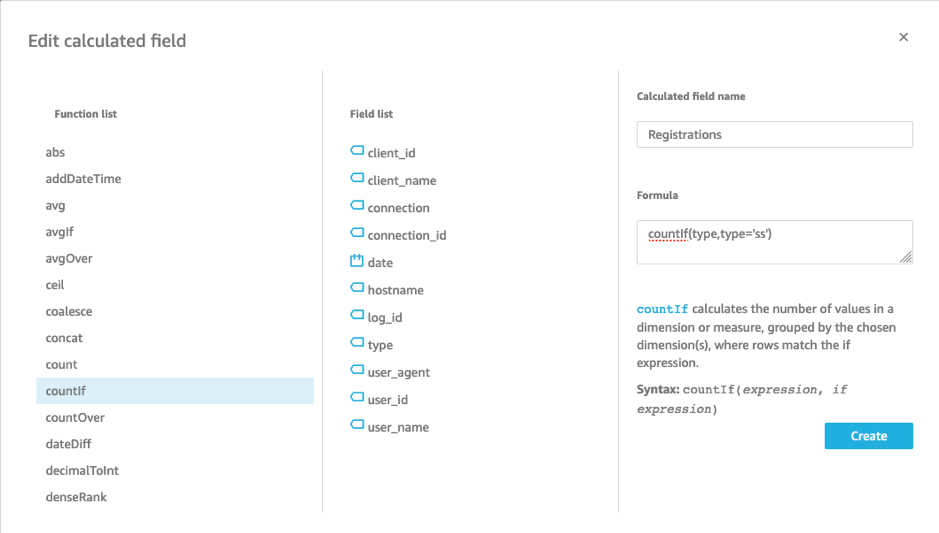 Edit calculated field
×
Function list
abs
addDateTime
avg
avgIf
avgOver
ceil
coalesce
concat
count
countIf
countOver
dateDiff
decimalToInt
denseRank
Field list
client_id
client_name
connection
connection_id
date
hostname
log_id
type
user_agent
user_id
user_name
Calculated field name
Registrations
Formula
countIf(type,type='ss')
countIf calculates the number of values in a
dimension or measure, grouped by the chosen
dimension(s), where rows match the if
expression.
Syntax: countIf(expression, if
expression)
Create